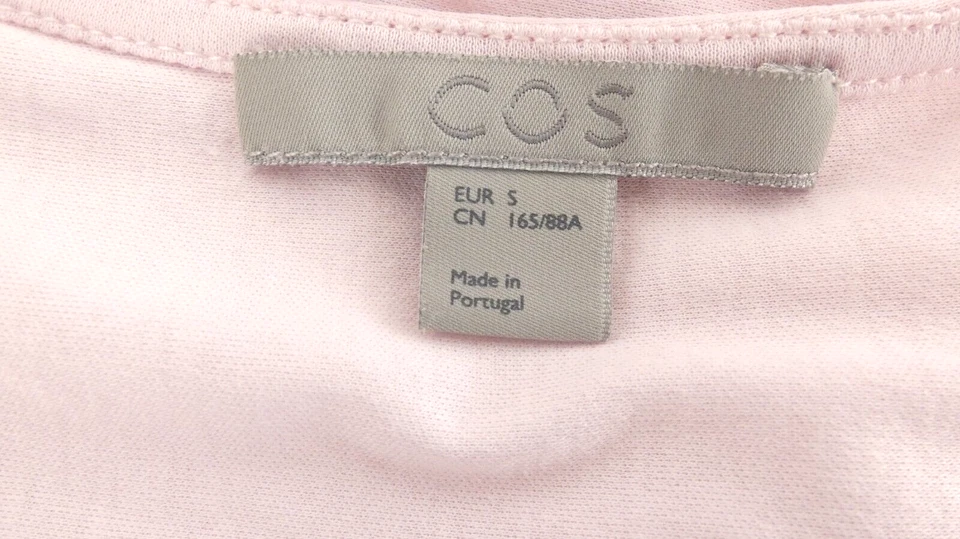 COS
EUR S
CN 165/88A
Made in
Portugal